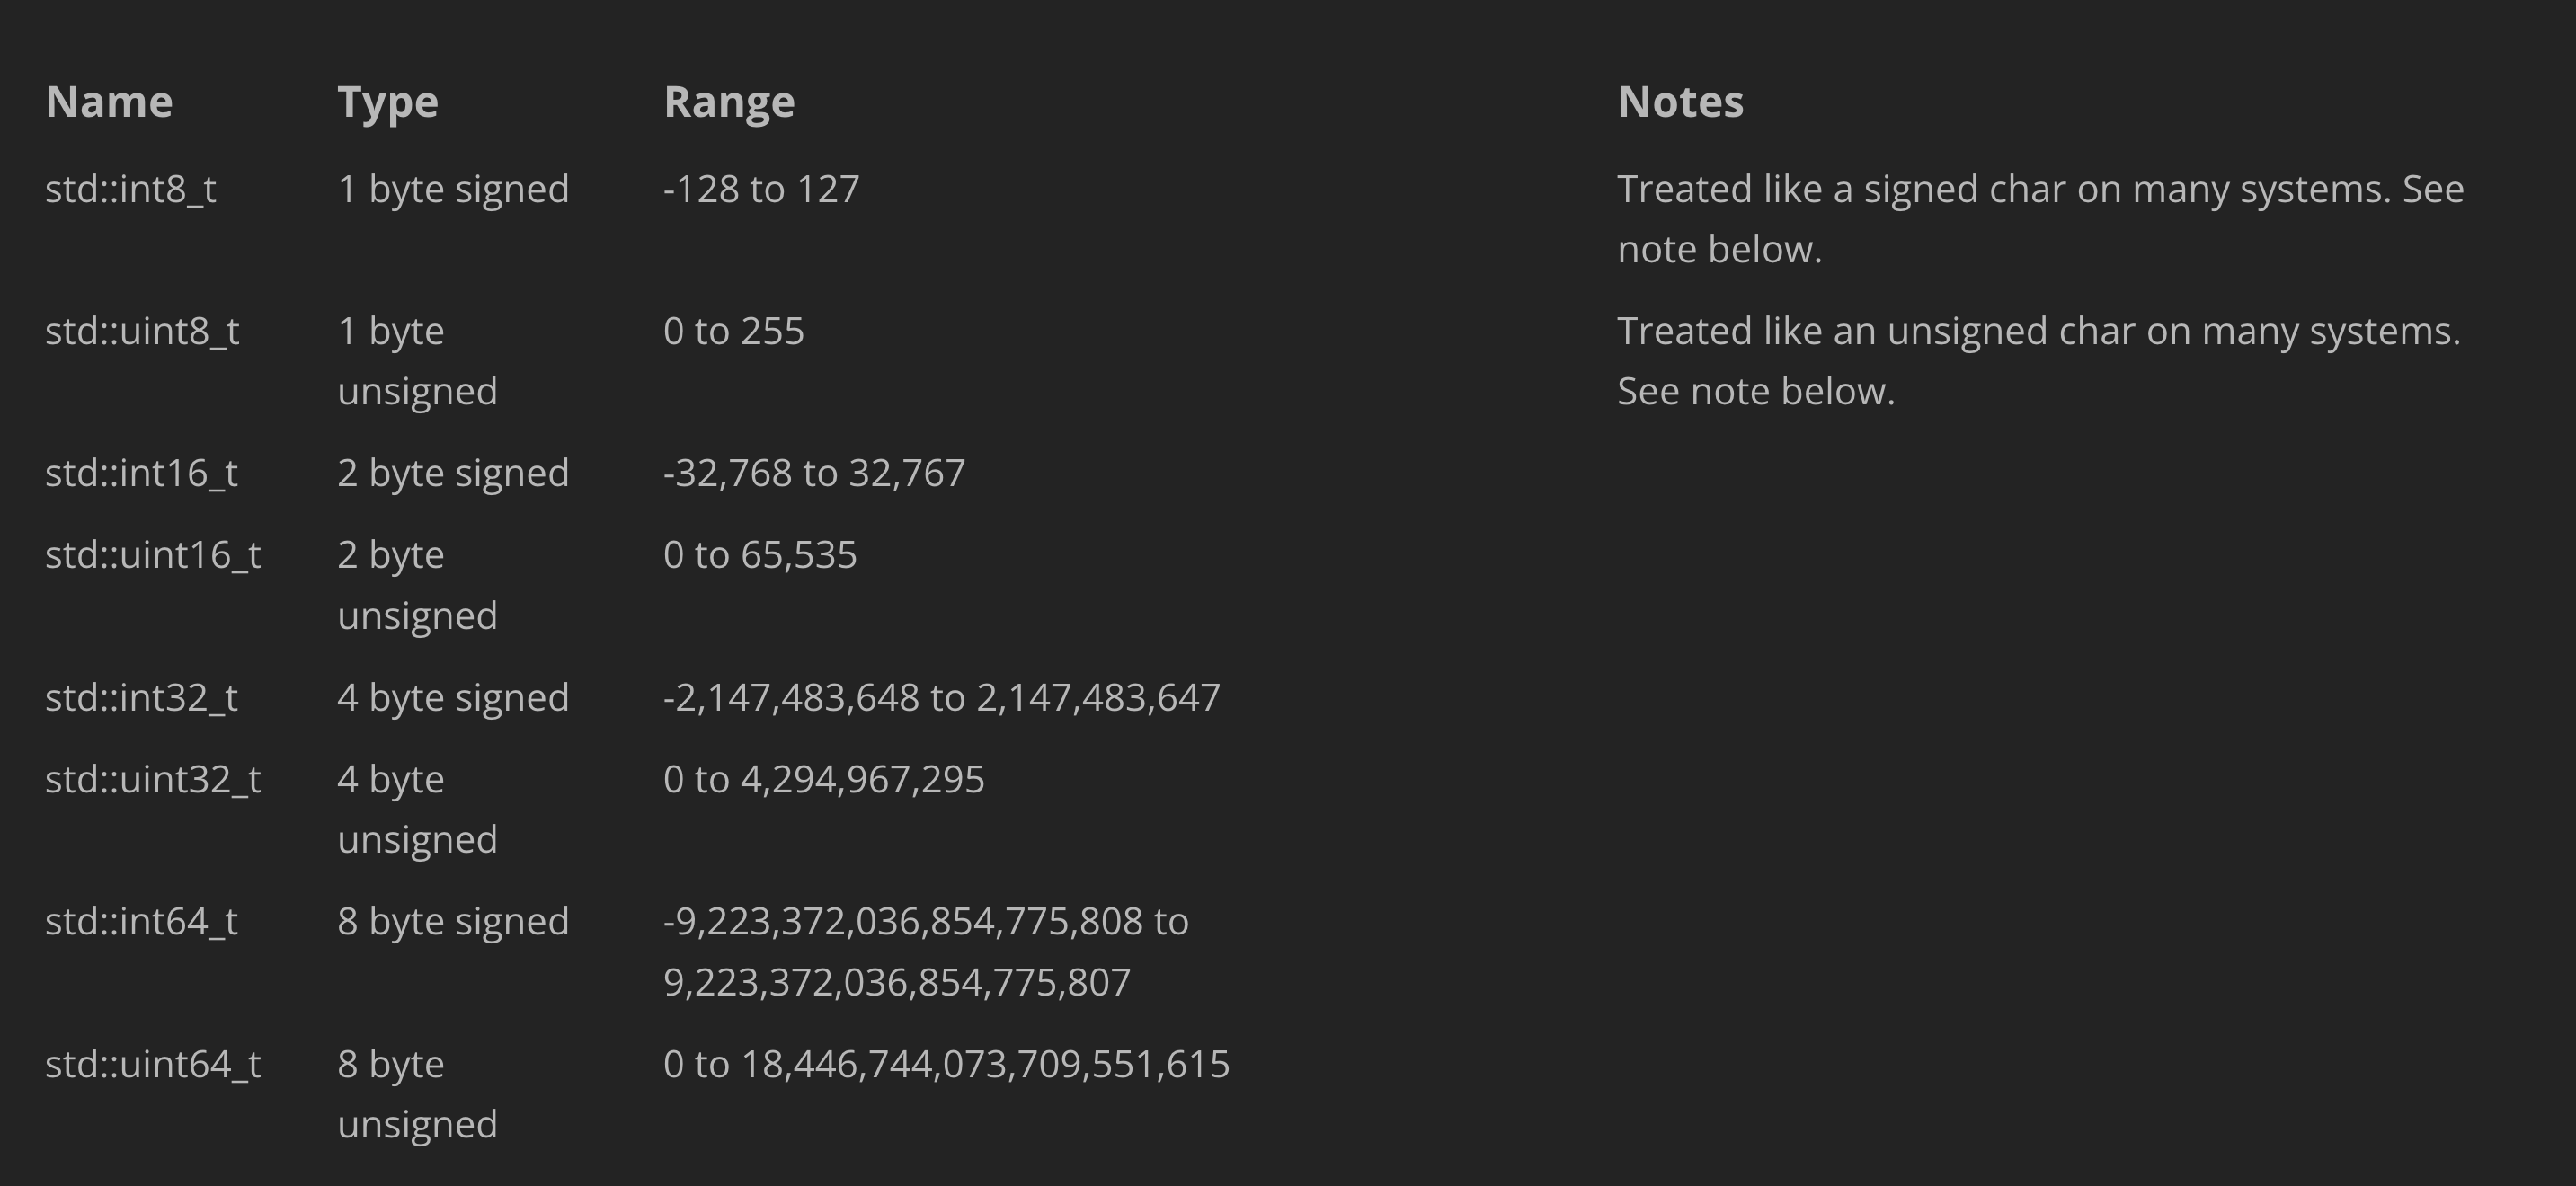 Name Type Range Notes
std::int8_t 1 byte signed -128 to 127 Treated like a signed char on many systems. See
note below.
std::uint8_t 1 byte 0 to 255 Treated like an unsigned char on many systems.
unsigned See note below.
std::int16_t 2 byte signed -32,768 to 32,767
std::uint16_t 2 byte 0 to 65,535
unsigned
std::int32_t 4 byte signed -2,147,483,648 to 2,147,483,647
std::uint32_t 4 byte 0 to 4,294,967,295
unsigned
std::int64_t 8 byte signed -9,223,372,036,854,775,808 to
9,223,372,036,854,775,807
std::uint64_t 8 byte 0 to 18,446,744,073,709,551,615
unsigned